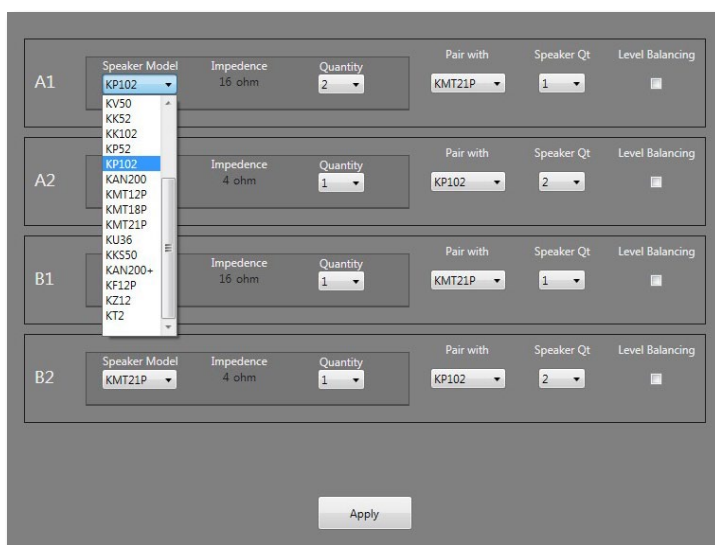 Pair with Speaker Qt Level Balancing
Speaker Model Impedence Quantity
A1 KP102 16 ohm 2 KMT21P 1
KV50
KK52
KK102
KP52
KP102
KAN200
KMT12P
KMT18P
KMT21P
KU36
KKS50
KAN200+
KF12P
KZ12
KT2
Pair with Speaker Qt Level Balancing
Impedence Quantity
A2 4 ohm 1 KP102 2
Pair with Speaker Qt Level Balancing
Impedence Quantity
B1 16 ohm 1 KMT21P 1
Pair with Speaker Qt Level Balancing
Speaker Model Impedence Quantity
B2 KMT21P 4 ohm 1 KP102 2
Apply